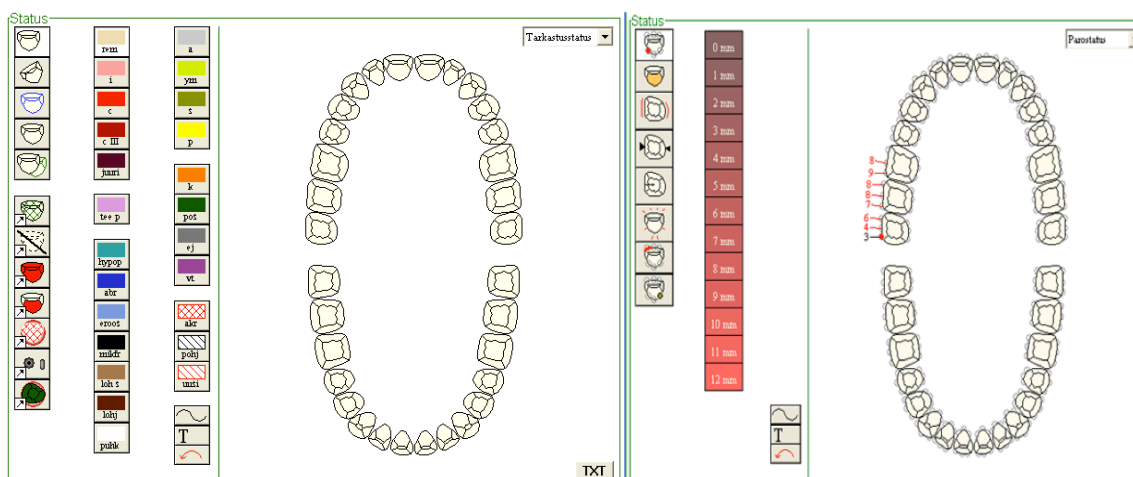 Status
rem
i
c
c III
juuri
tee p
hypop
abr
eroos
mikfr
loh s
lohj
puhk
a
ym
s
p
k
pos
ej
vt
akr
pohj
uusi
T
Tarkastusstatus
TXT
Status
0 mm
1 mm
2 mm
3 mm
4 mm
5 mm
6 mm
7 mm
8 mm
9 mm
10 mm
11 mm
12 mm
T
Parostatus
8
9
8
8
7
6
4
3